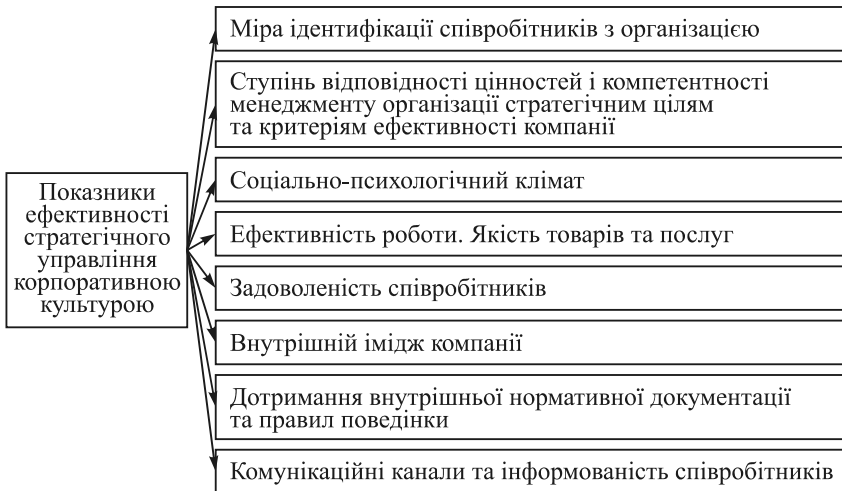 Показники
ефективності
стратегічного
управління
корпоративною
культурою
Міра ідентифікації співробітників з організацією
Ступінь відповідності цінностей і компетентності
менеджменту організації стратегічним цілям
та критеріям ефективності компанії
Соціально-психологічний клімат
Ефективність роботи. Якість товарів та послуг
Задоволеність співробітників
Внутрішній імідж компанії
Дотримання внутрішньої нормативної документації
та правил поведінки
Комунікаційні канали та інформованість співробітників